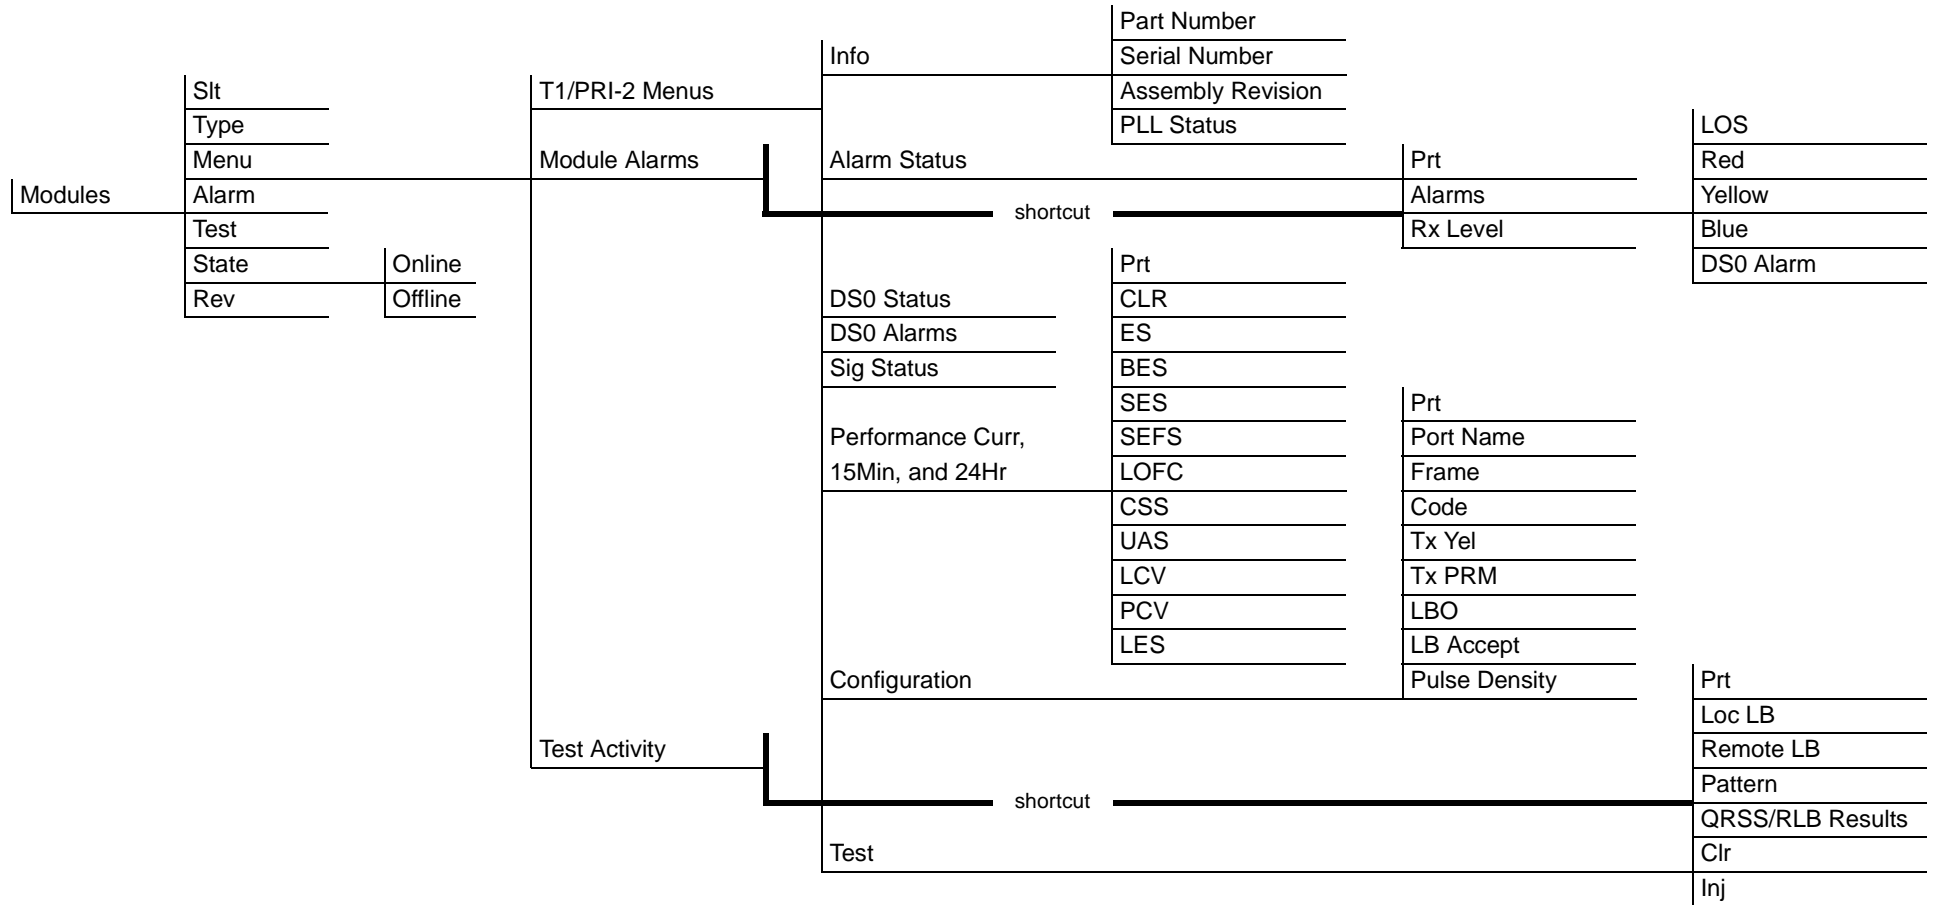 Modules
Slt
Type
Menu
Alarm
Test
State
Rev
Online
Offline
T1/PRI-2 Menus
Module Alarms
Test Activity
Info
Alarm Status
shortcut
DS0 Status
DS0 Alarms
Sig Status
Performance Curr,
15Min, and 24Hr
Configuration
shortcut
Test
Part Number
Serial Number
Assembly Revision
PLL Status
Prt
CLR
ES
BES
SES
SEFS
LOFC
CSS
UAS
LCV
PCV
LES
Prt
Alarms
Rx Level
Prt
Port Name
Frame
Code
Tx Yel
Tx PRM
LBO
LB Accept
Pulse Density
LOS
Red
Yellow
Blue
DS0 Alarm
Prt
Loc LB
Remote LB
Pattern
QRSS/RLB Results
Clr
Inj